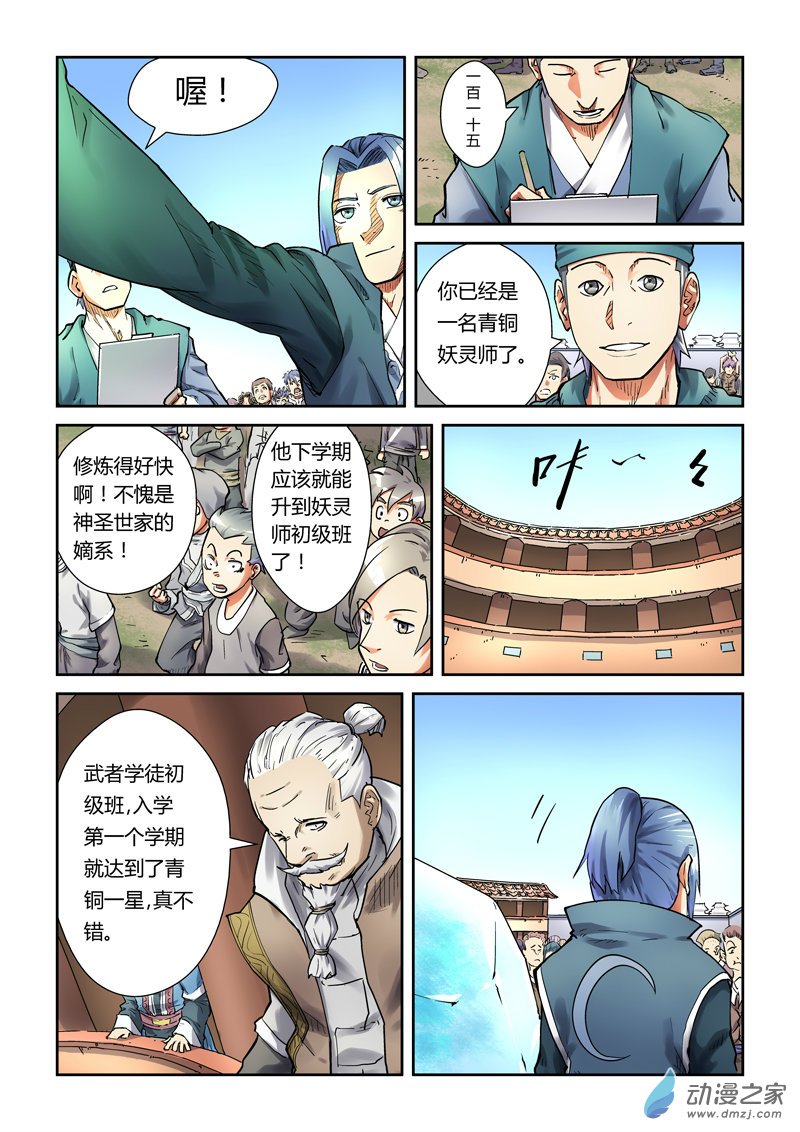 喔！
一百一十五
你已经是
一名青铜
妖灵师了。
修炼得好快
啊！不愧是
神圣世家的
嫡系！
他下学期
应该就能
升到妖灵
师初级班
了！
武者学徒初
级班,入学
第一个学期
就达到了青
铜一星,真不
错。
动漫之家
www.dmzj.com